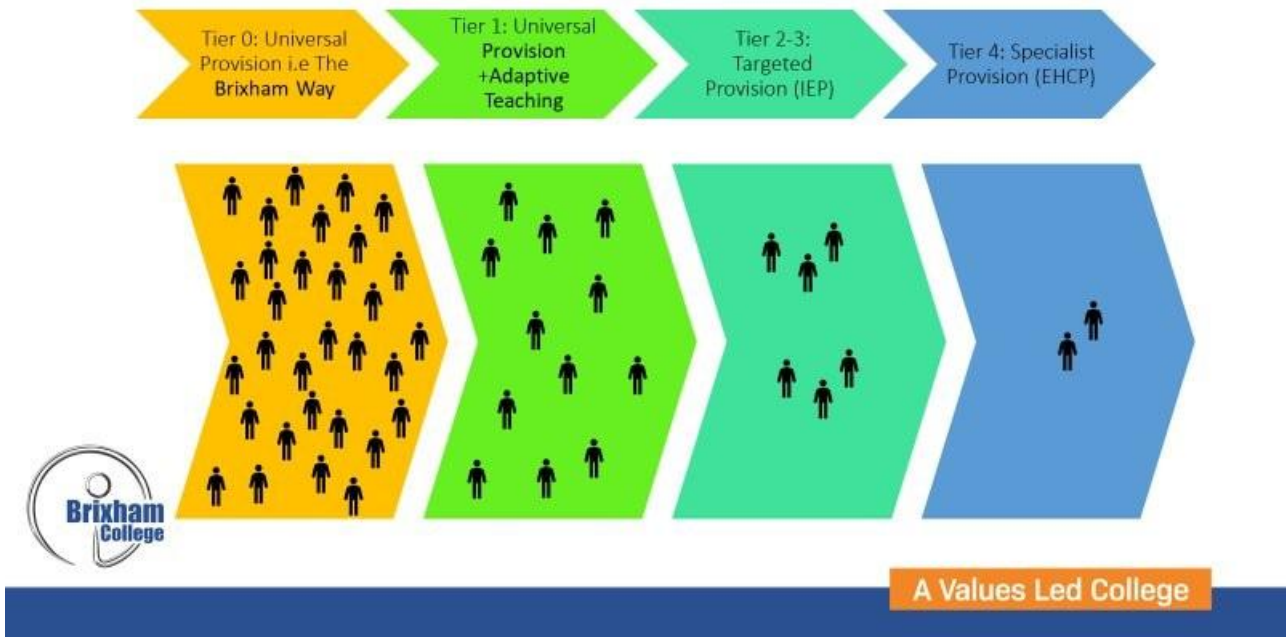 Tier 0: Universal
Provision i.e The
Brixham Way
Tier 1: Universal
Provision
+Adaptive
Teaching
Tier 2-3:
Targeted
Provision (IEP)
Tier 4: Specialist
Provision (EHCP)
Brixham
College
A Values Led College